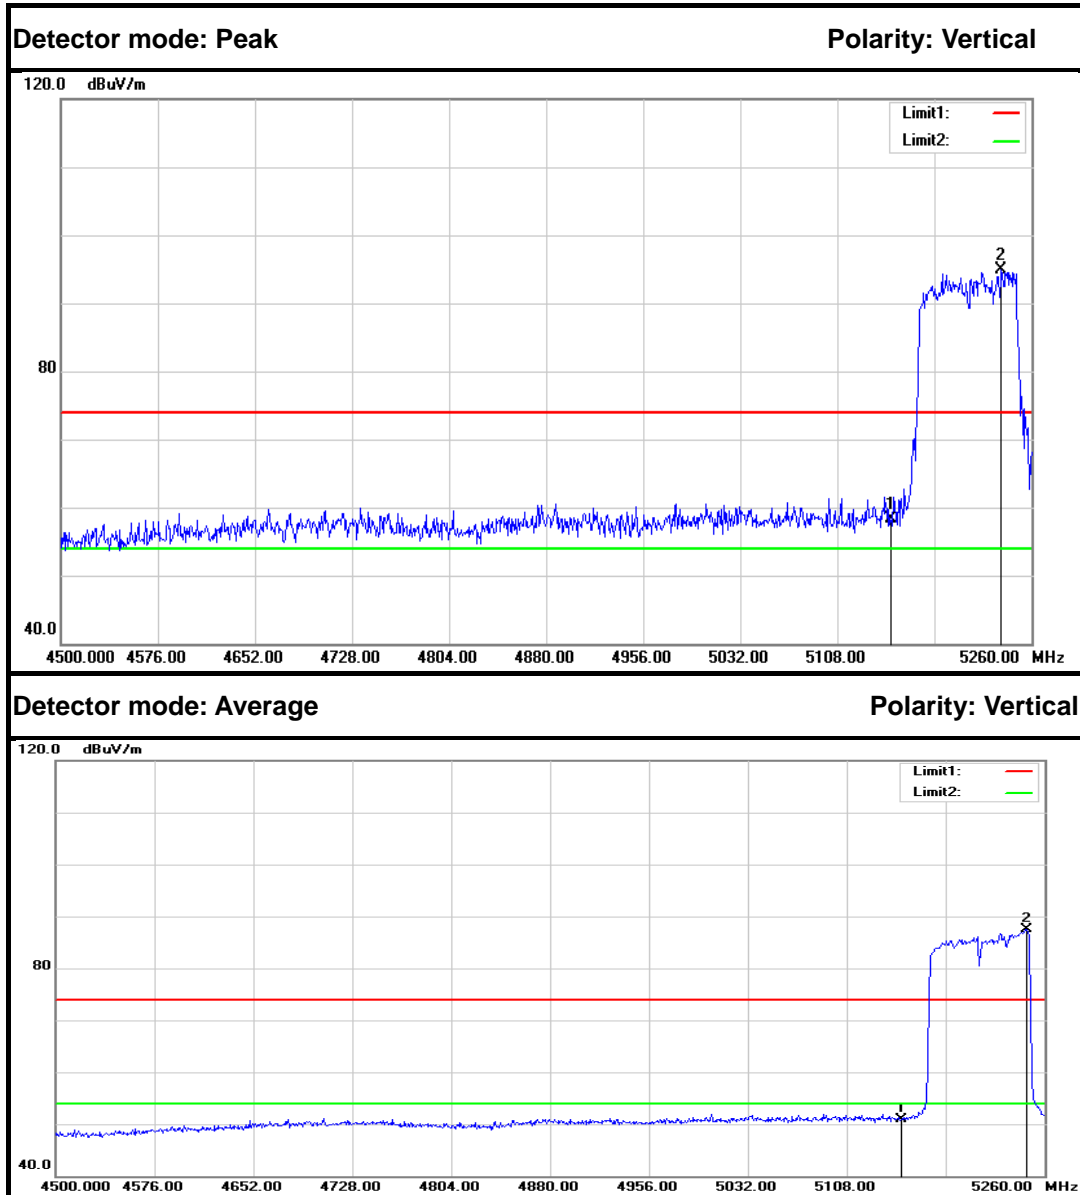 Detector mode: Peak Polarity: Vertical
120.0 dBuV/m
Limit1:
Limit2:
2
80
1
40.0
4500.000 4576.00 4652.00 4728.00 4804.00 4880.00 4956.00 5032.00 5108.00 5260.00 MHz
Detector mode: Average Polarity: Vertical
120.0 dBuV/m
Limit1:
Limit2:
2
80
1
40.0
4500.000 4576.00 4652.00 4728.00 4804.00 4880.00 4956.00 5032.00 5108.00 5260.00 MHz